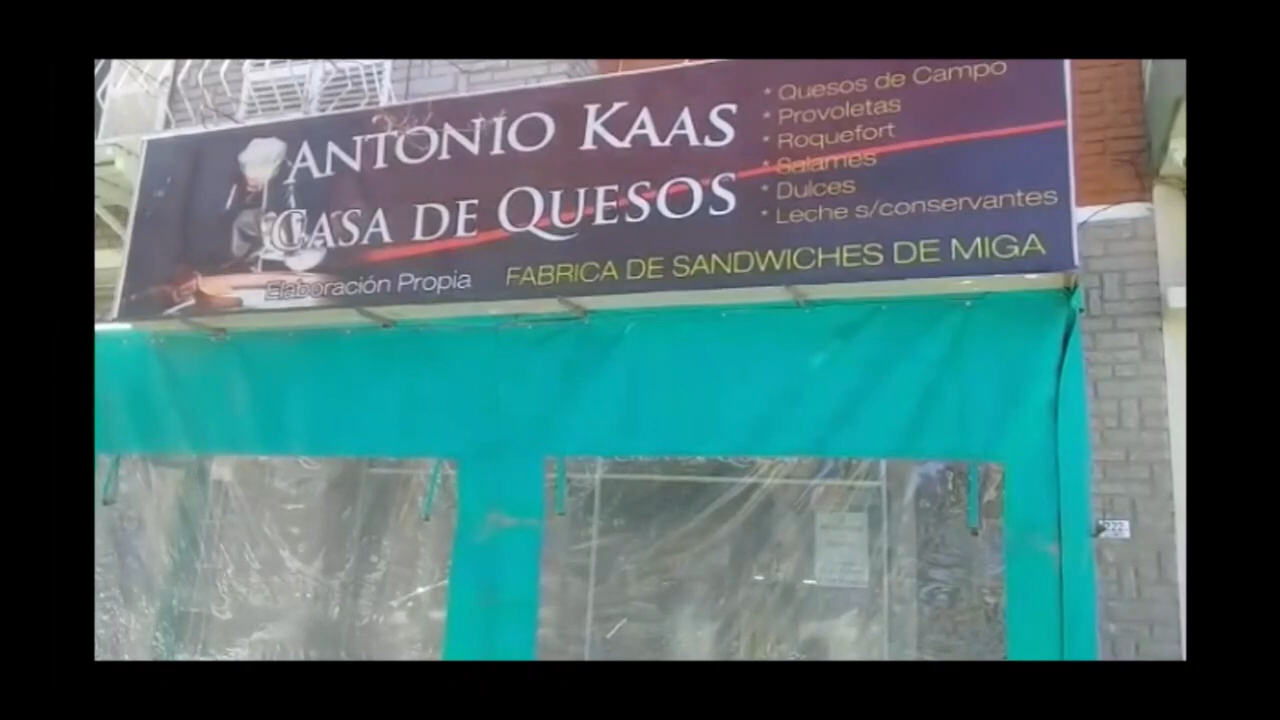 ANTONIO KAAS
CASA DE QUESOS
Elaboración Propia
FABRICA DE SANDWICHES DE MIGA
* Quesos de Campo
* Provoletas
* Roquefort
* Salames
* Dulces
* Leche s/conservantes
222